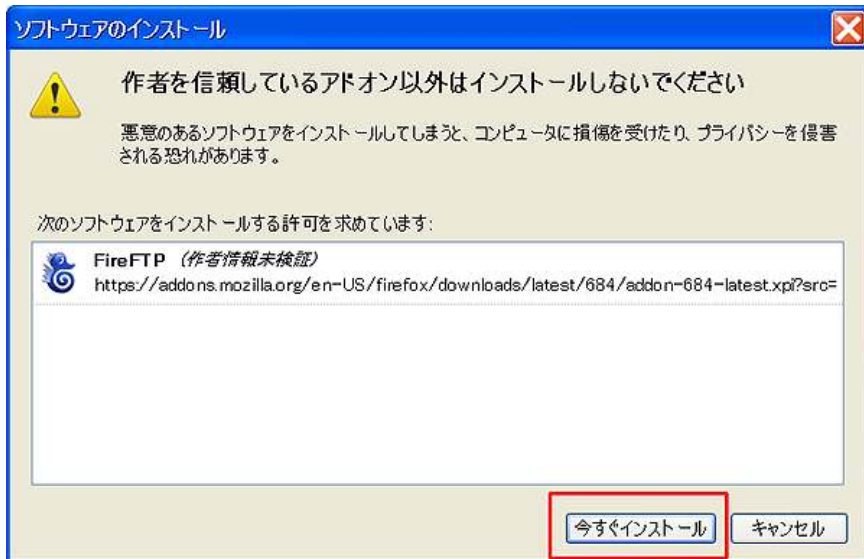 ソフトウェアのインストール
作者を信頼しているアドオン以外はインストールしないでください
悪意のあるソフトウェアをインストールしてしまうと、コンピュータに損傷を受けたり、プライバシーを侵害
される恐れがあります。
次のソフトウェアをインストールする許可を求めています:
FireFTP (作者情報未検証)
https://addons.mozilla.org/en-US/firefox/downloads/latest/684/addon-684-latest.xpi?src=
今すぐインストール
キャンセル